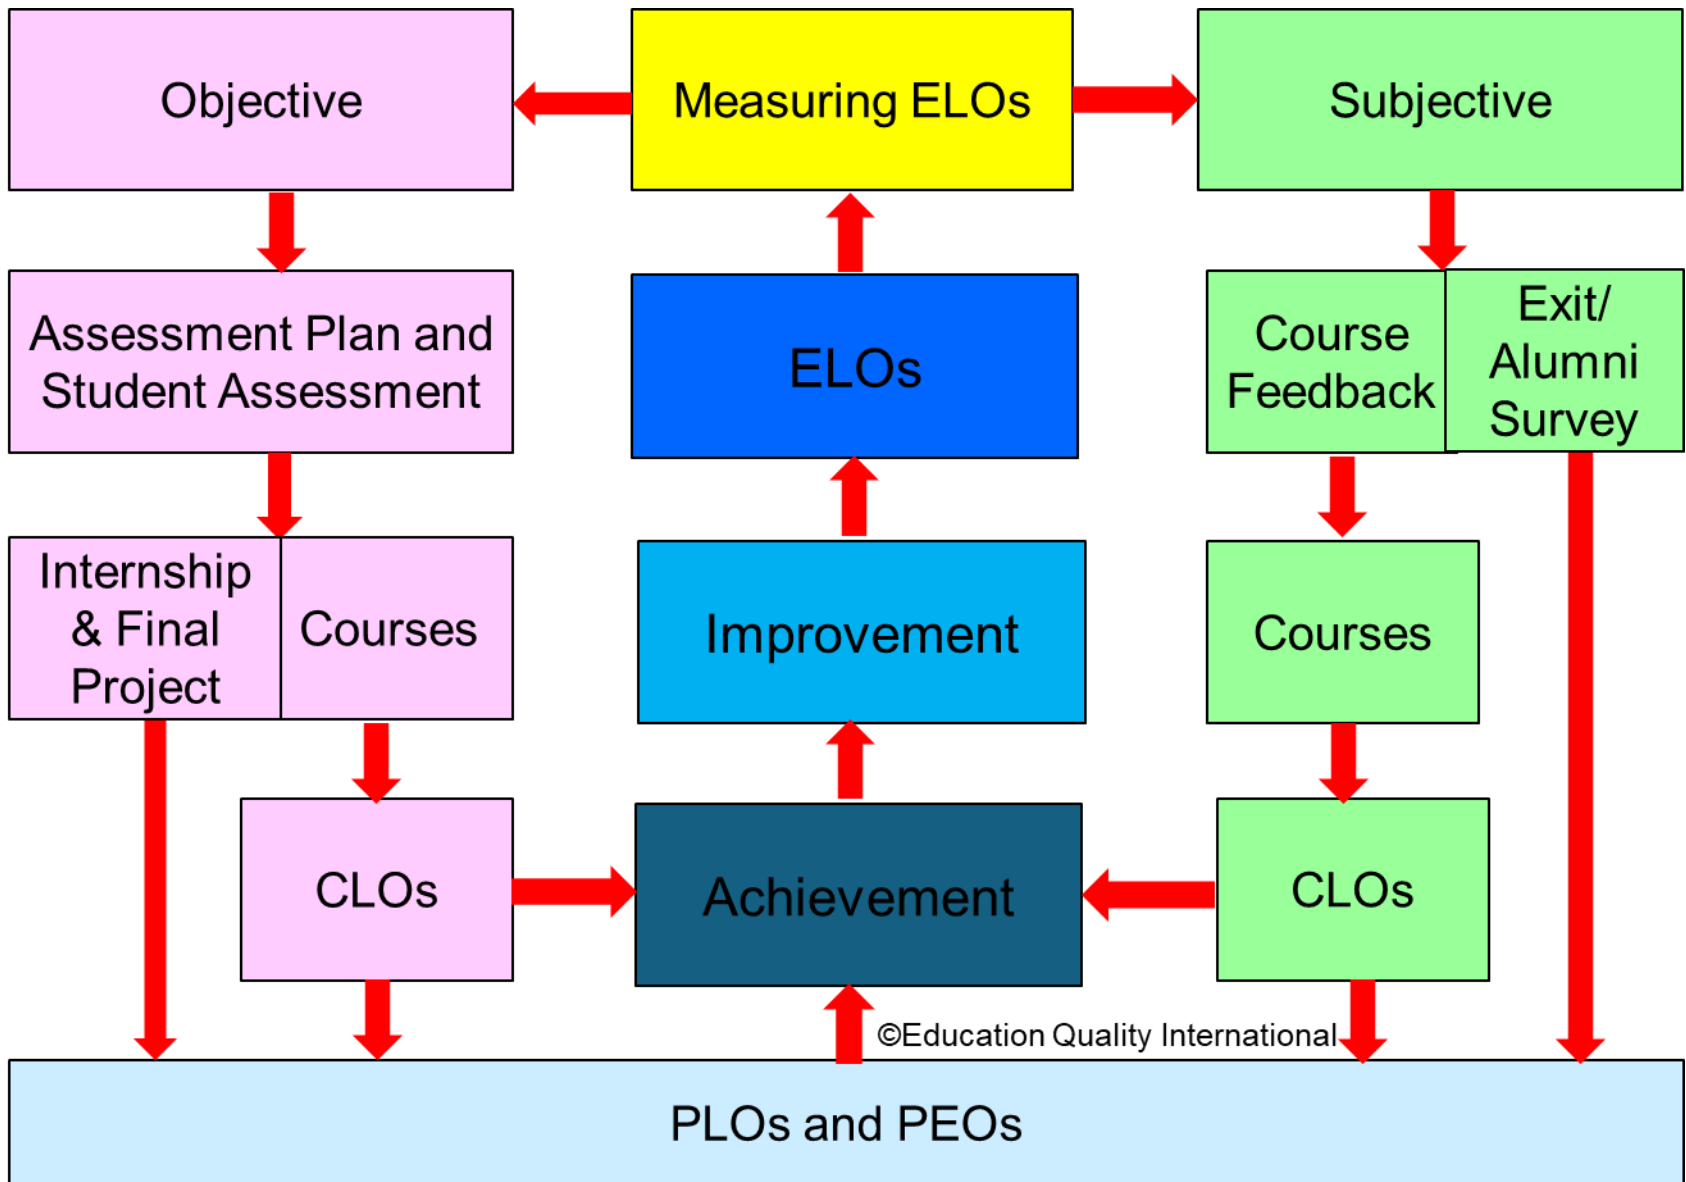 Objective
Measuring ELOs
Subjective
Assessment Plan and
Student Assessment
ELOs
Course
Feedback
Exit/
Alumni
Survey
Internship
& Final
Project
Courses
Improvement
Courses
CLOs
Achievement
CLOs
©Education Quality International
PLOs and PEOs